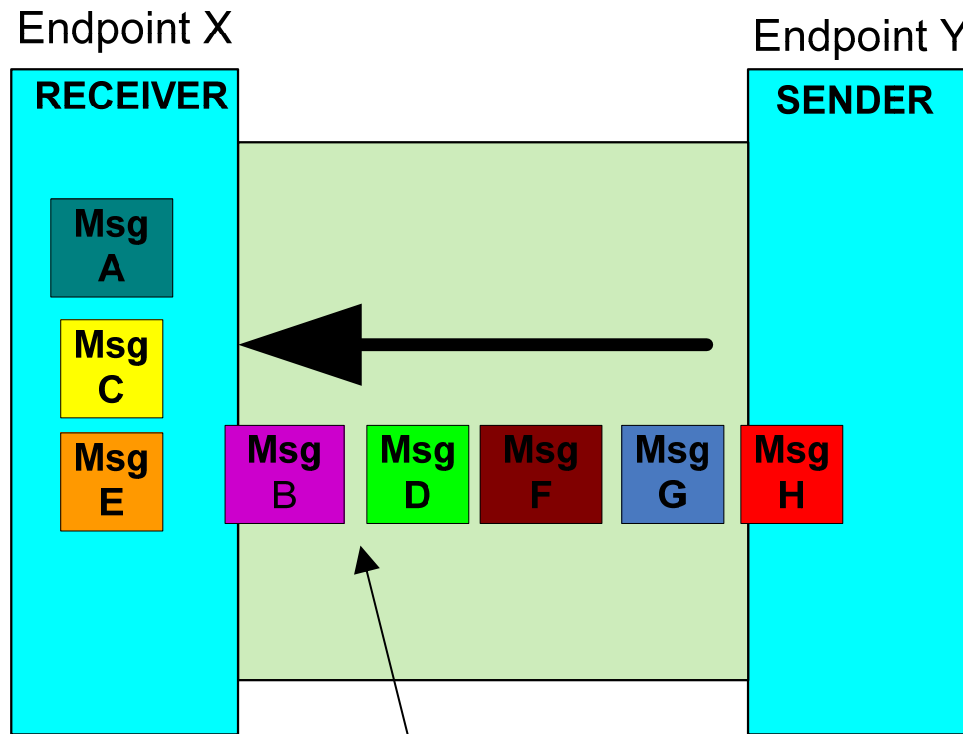 Endpoint X
Endpoint Y
RECEIVER
SENDER
Msg
A
Msg
C
Msg
E
Msg
B
Msg
D
Msg
F
Msg
G
Msg
H